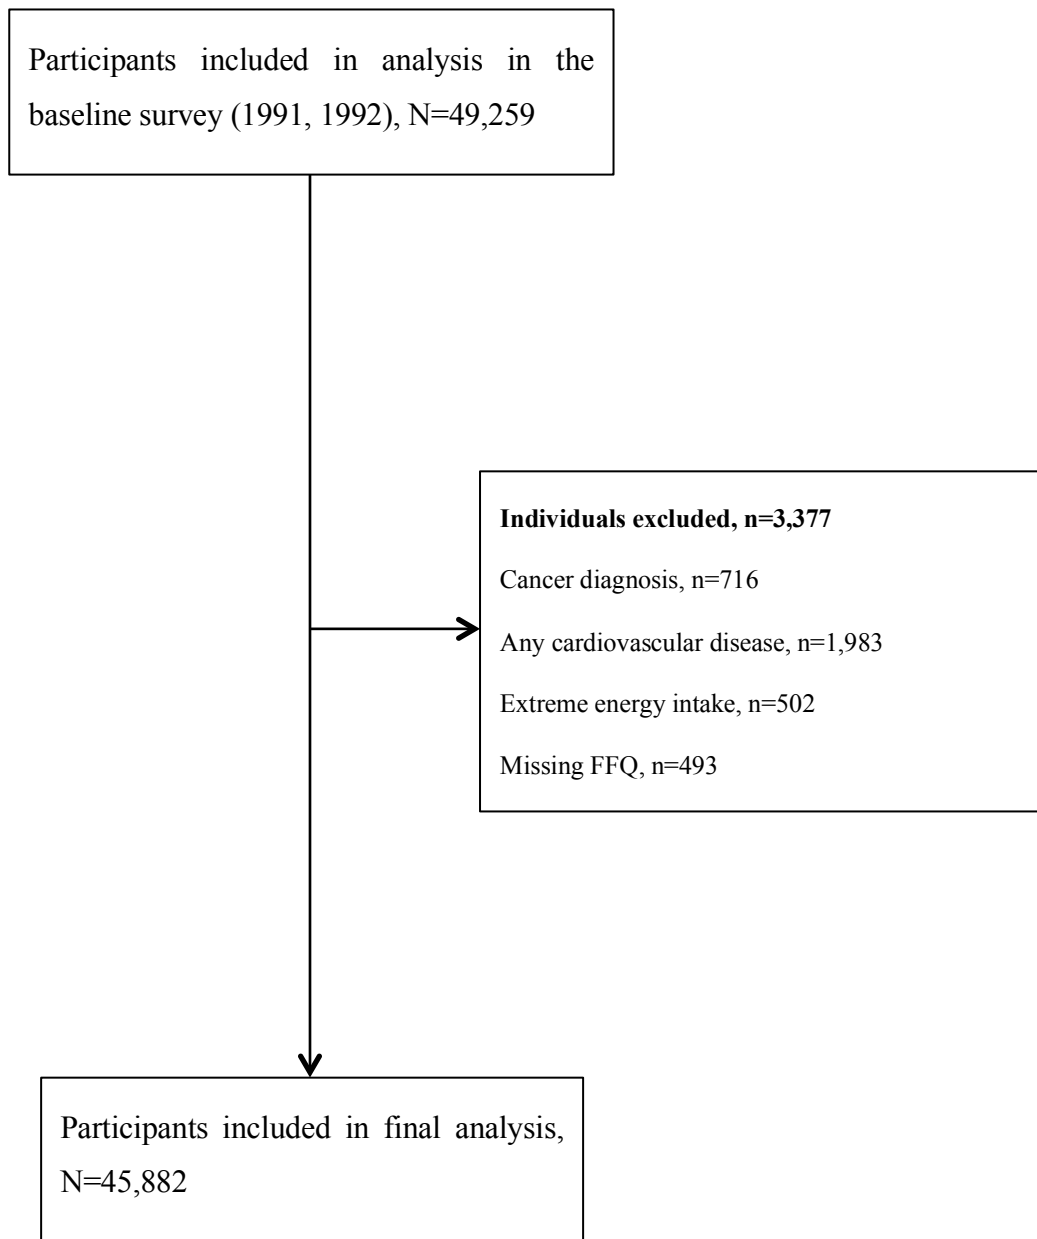 Participants included in analysis in the
baseline survey (1991, 1992), N=49,259
Individuals excluded, n=3,377
Cancer diagnosis, n=716
Any cardiovascular disease, n=1,983
Extreme energy intake, n=502
Missing FFQ, n=493
Participants included in final analysis,
N=45,882